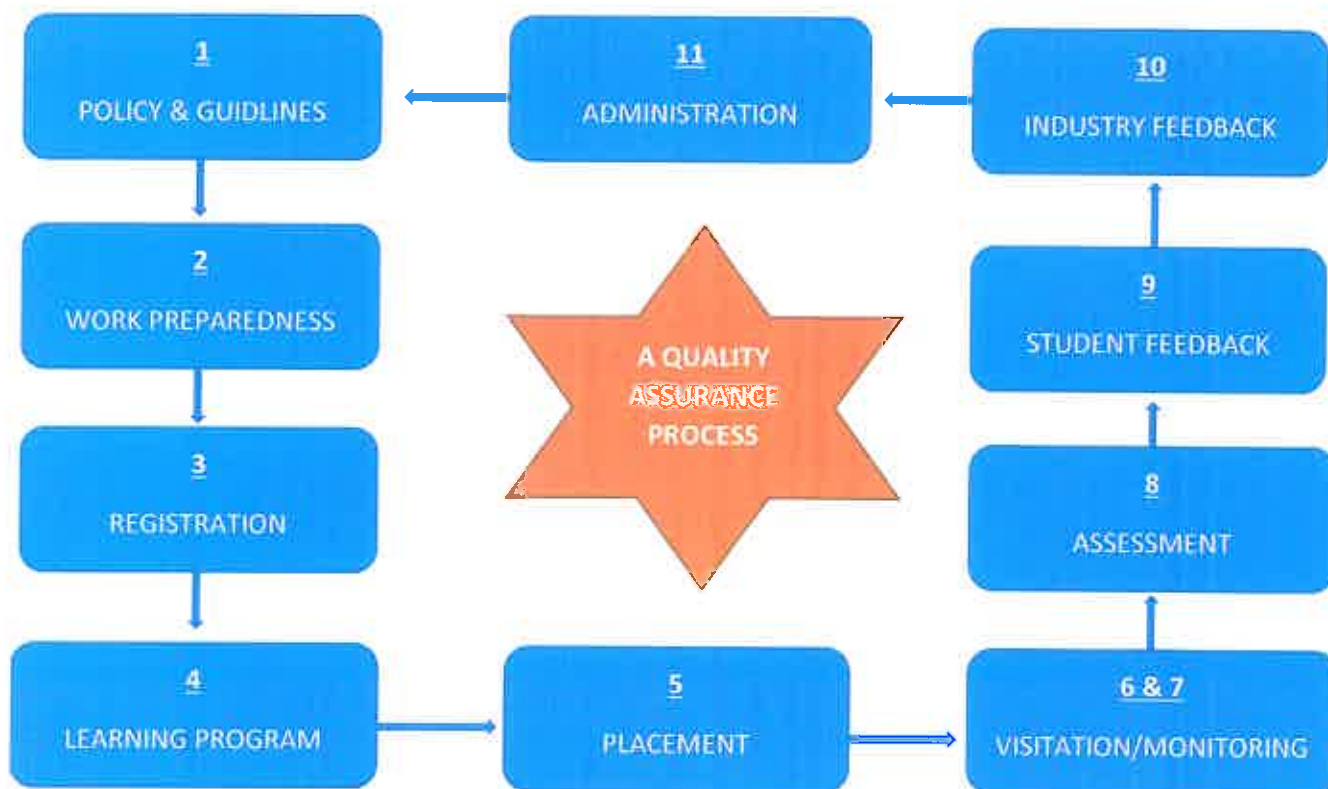 1
POLICY & GUIDLINES
11
ADMINISTRATION
10
INDUSTRY FEEDBACK
2
WORK PREPAREDNESS
9
STUDENT FEEDBACK
A QUALITY
ASSURANCE
PROCESS
3
REGISTRATION
8
ASSESSMENT
4
LEARNING PROGRAM
5
PLACEMENT
6 & 7
VISITATION/MONITORING